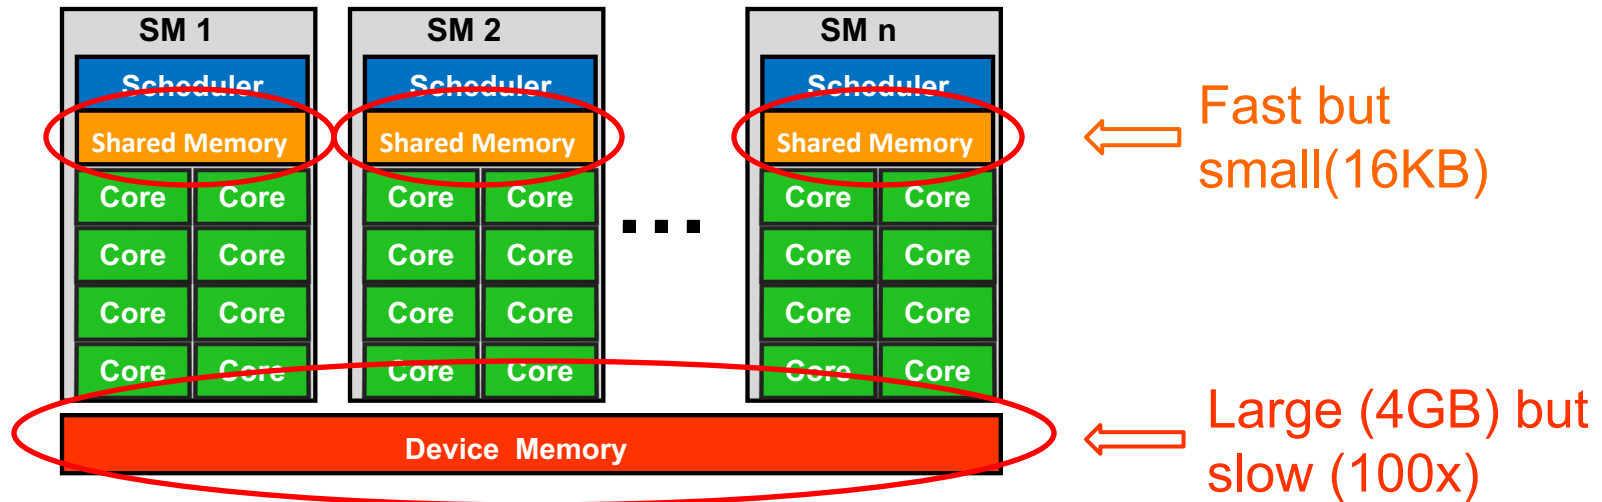 SM 1 SM 2 SM n
Scheduler Scheduler Scheduler
Shared Memory Shared Memory Shared Memory
Core Core Core Core Core Core
Core Core Core Core Core Core
Core Core Core Core Core Core
Core Core Core Core Core Core
...
Device Memory
Fast but
small(16KB)
Large (4GB) but
slow (100x)